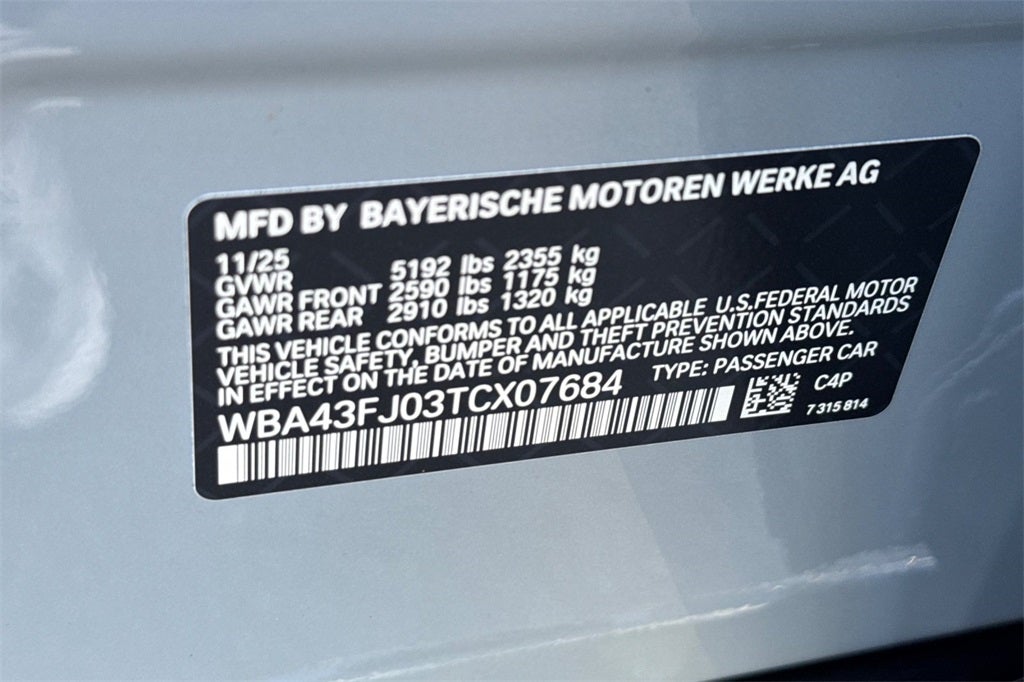 MFD BY BAYERISCHE MOTOREN WERKE AG
11/25
GVWR 5192 lbs 2355 kg
GAWR FRONT 2590 lbs 1175 kg
GAWR REAR 2910 lbs 1320 kg
THIS VEHICLE CONFORMS TO ALL APPLICABLE U.S.FEDERAL MOTOR
VEHICLE SAFETY, BUMPER AND THEFT PREVENTION STANDARDS
IN EFFECT ON THE DATE OF MANUFACTURE SHOWN ABOVE.
WBA43FJ03TCX07684 TYPE: PASSENGER CAR
C4P
7 315 814